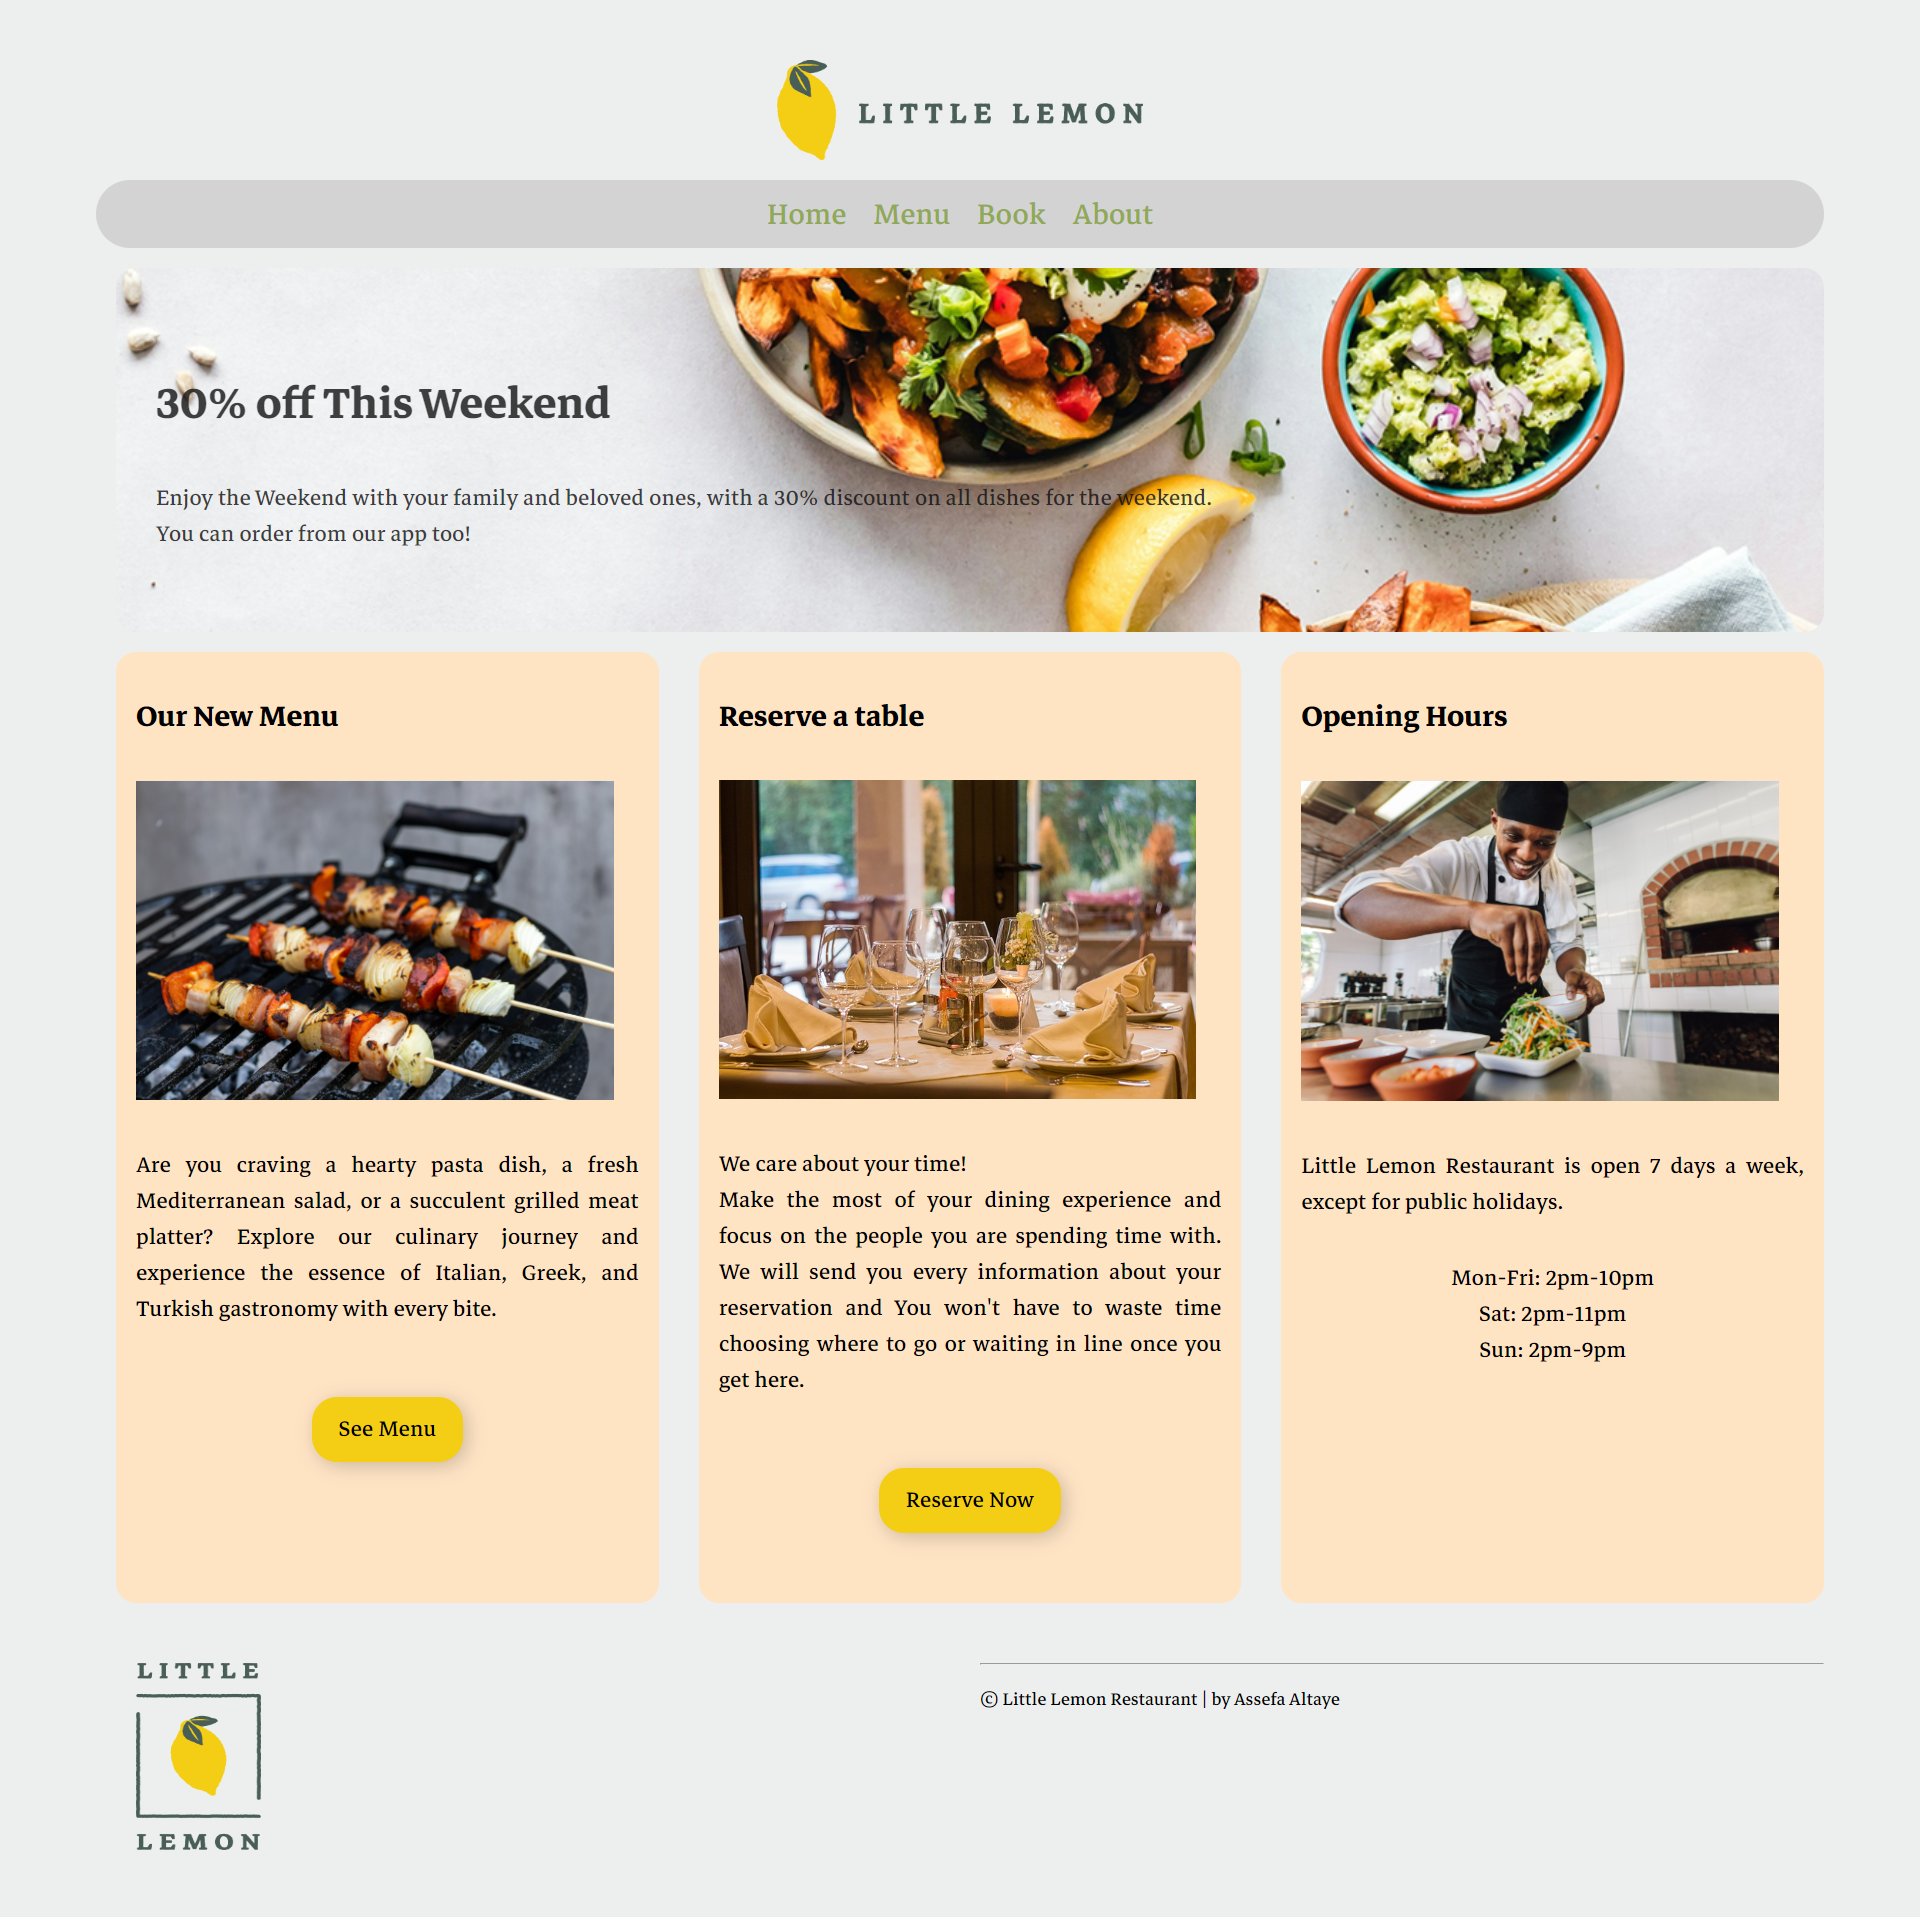 LITTLE LEMON
Home Menu Book About
30% off This Weekend
Enjoy the Weekend with your family and beloved ones, with a 30% discount on all dishes for the weekend.
You can order from our app too!
Our New Menu
Are you craving a hearty pasta dish, a fresh
Mediterranean salad, or a succulent grilled meat
platter? Explore our culinary journey and
experience the essence of Italian, Greek, and
Turkish gastronomy with every bite.
See Menu
Reserve a table
We care about your time!
Make the most of your dining experience and
focus on the people you are spending time with.
We will send you every information about your
reservation and You won't have to waste time
choosing where to go or waiting in line once you
get here.
Reserve Now
Opening Hours
Little Lemon Restaurant is open 7 days a week,
except for public holidays.
Mon-Fri: 2pm-10pm
Sat: 2pm-11pm
Sun: 2pm-9pm
LITTLE
LEMON
© Little Lemon Restaurant | by Assefa Altaye